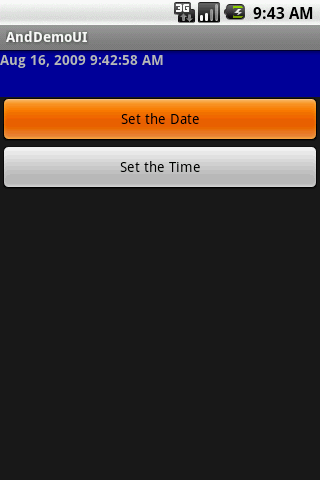 3G 9:43 AM
AndDemoUI
Aug 16, 2009 9:42:58 AM
Set the Date
Set the Time